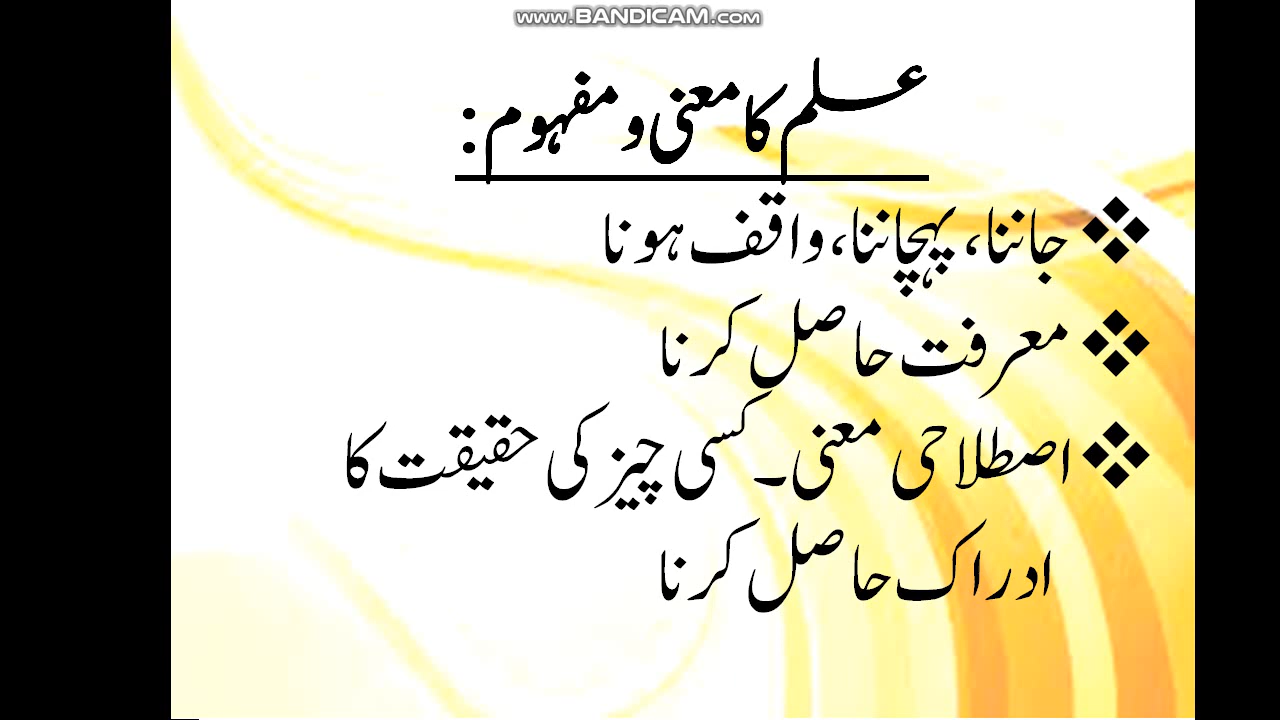 www.BANDICAM.com
علم کا معنی و مفہوم:
❖ جاننا، پہچاننا، واقف ہونا
❖ معرفت حاصل کرنا
❖ اصطلاحی معنی۔ کسی چیز کی حقیقت کا
ادراک حاصل کرنا